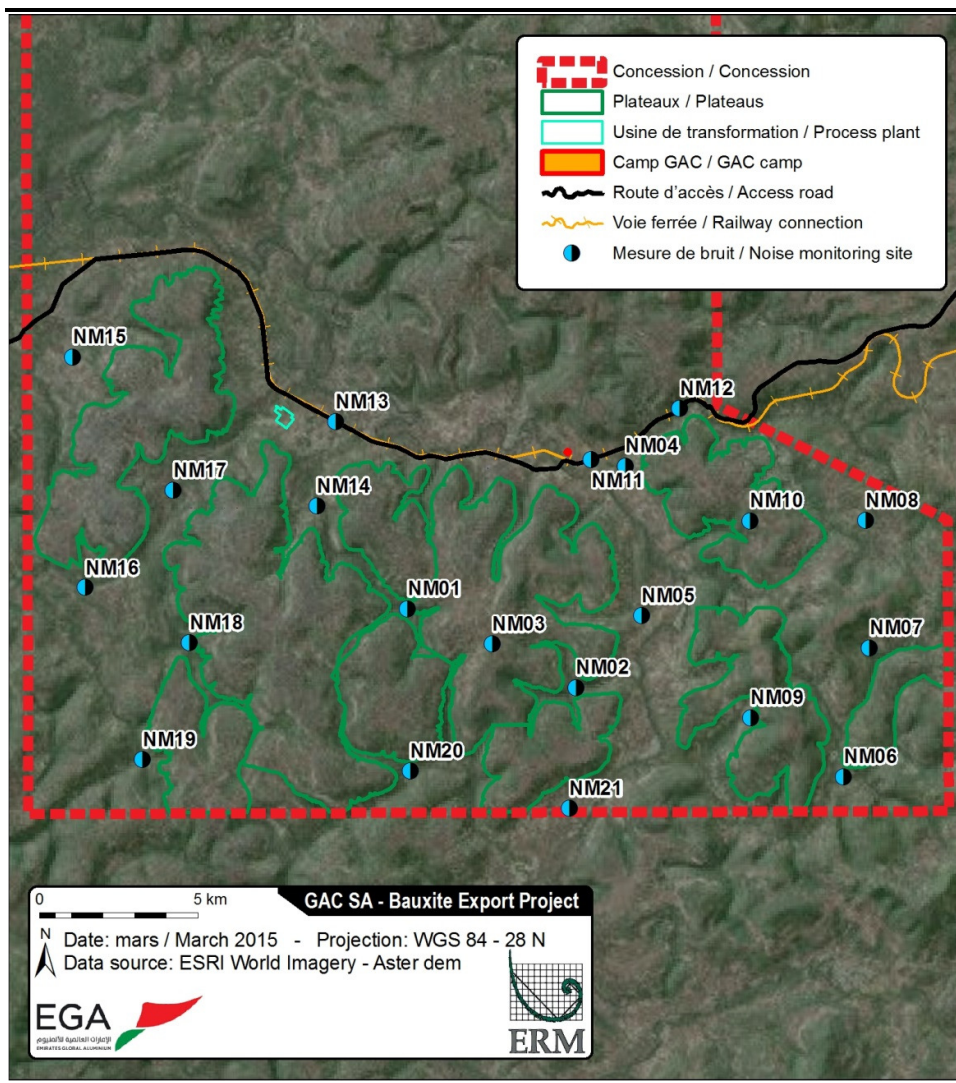 Concession / Concession
Plateaux / Plateaus
Usine de transformation / Process plant
Camp GAC / GAC camp
Route d'accès / Access road
Voie ferrée / Railway connection
Mesure de bruit / Noise monitoring site
NM15
NM12
NM13
NM04
NM11
NM17
NM14
NM10
NM08
NM16
NM01
NM05
NM18
NM03
NM07
NM02
NM09
NM19
NM20
NM06
NM21
0 5 km
GAC SA - Bauxite Export Project
N
Date: mars / March 2015 - Projection: WGS 84 - 28 N
Data source: ESRI World Imagery - Aster dem
EGA
الإمارات العالمية للألمنيوم
EMIRATES GLOBAL ALUMINIUM
ERM